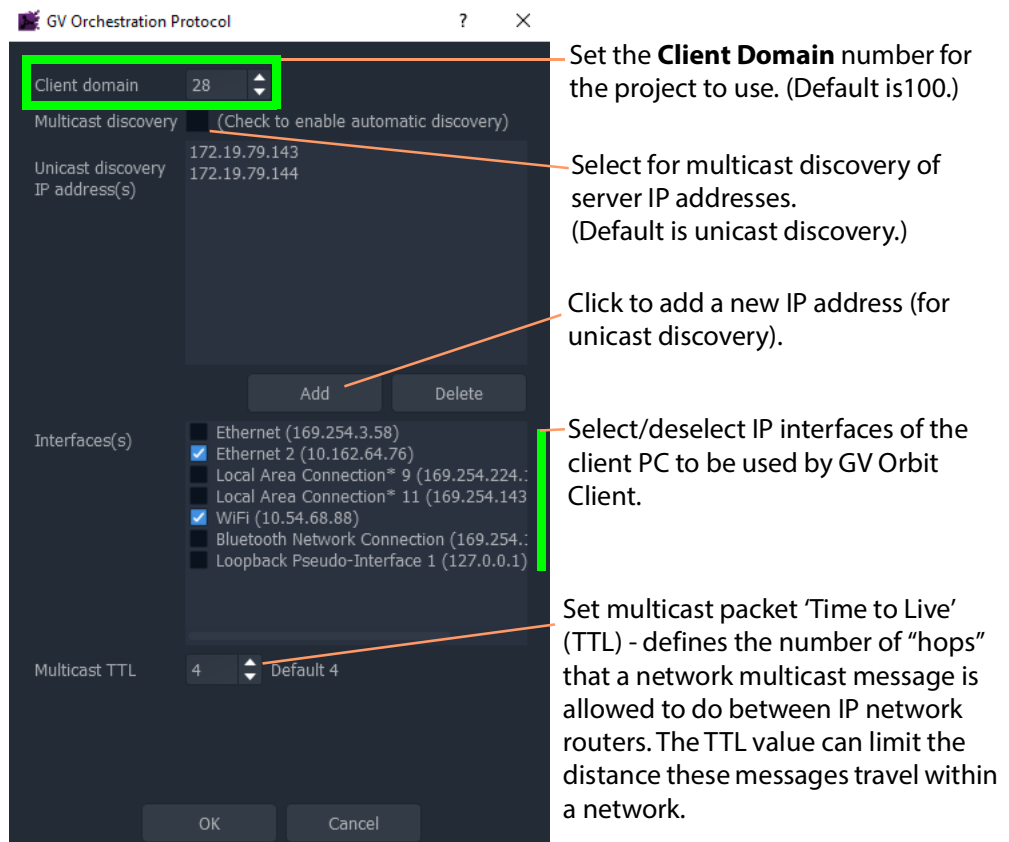 GV Orchestration Protocol ? ×
Client domain 28
Multicast discovery (Check to enable automatic discovery)
Unicast discovery
IP address(s)
172.19.79.143
172.19.79.144
Add Delete
Interfaces(s)
Ethernet (169.254.3.58)
Ethernet 2 (10.162.64.76)
Local Area Connection* 9 (169.254.224.
Local Area Connection* 11 (169.254.143
WiFi (10.54.68.88)
Bluetooth Network Connection (169.254.
Loopback Pseudo-Interface 1 (127.0.0.1)
Multicast TTL 4 Default 4
OK Cancel
Set the Client Domain number for
the project to use. (Default is100.)
Select for multicast discovery of
server IP addresses.
(Default is unicast discovery.)
Click to add a new IP address (for
unicast discovery).
Select/deselect IP interfaces of the
client PC to be used by GV Orbit
Client.
Set multicast packet ‘Time to Live’
(TTL) - defines the number of “hops”
that a network multicast message is
allowed to do between IP network
routers. The TTL value can limit the
distance these messages travel within
a network.